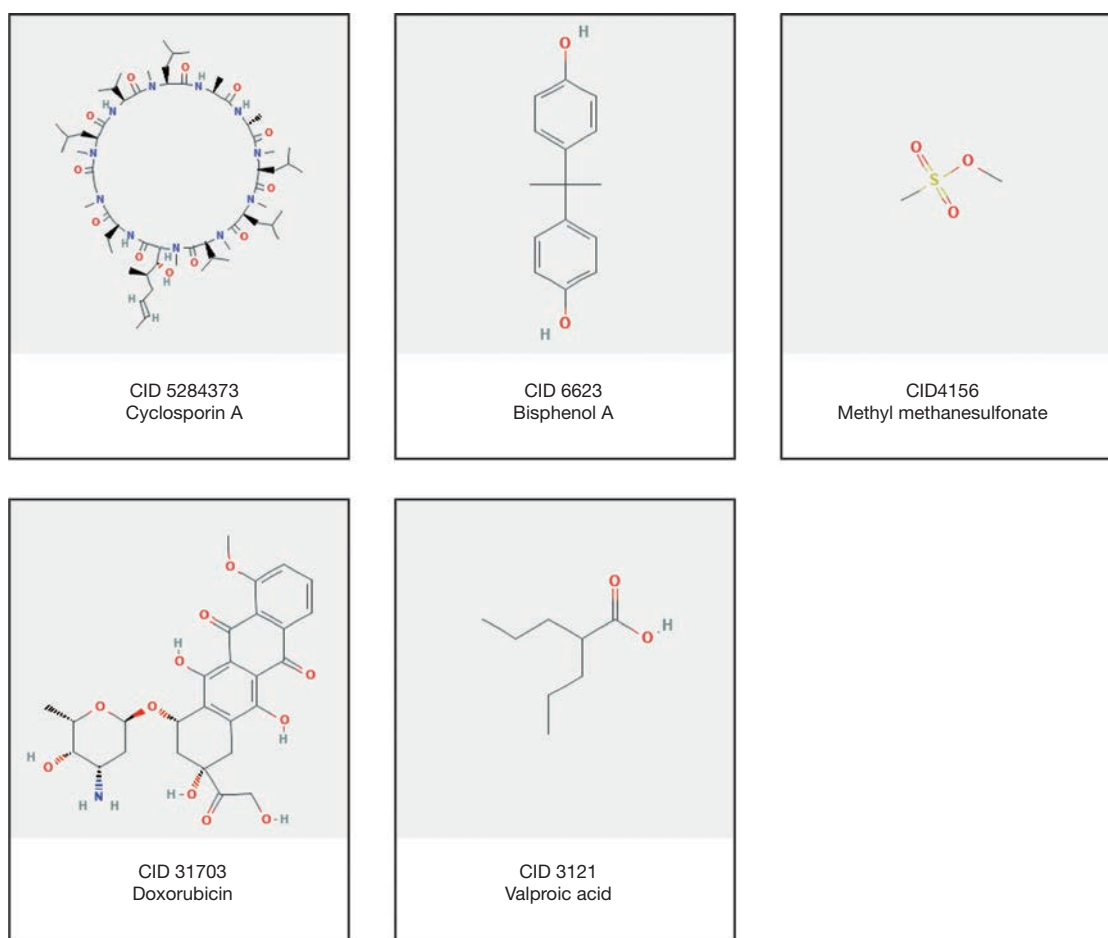 CID 5284373
Cyclosporin A
CID 6623
Bisphenol A
CID4156
Methyl methanesulfonate
CID 31703
Doxorubicin
CID 3121
Valproic acid